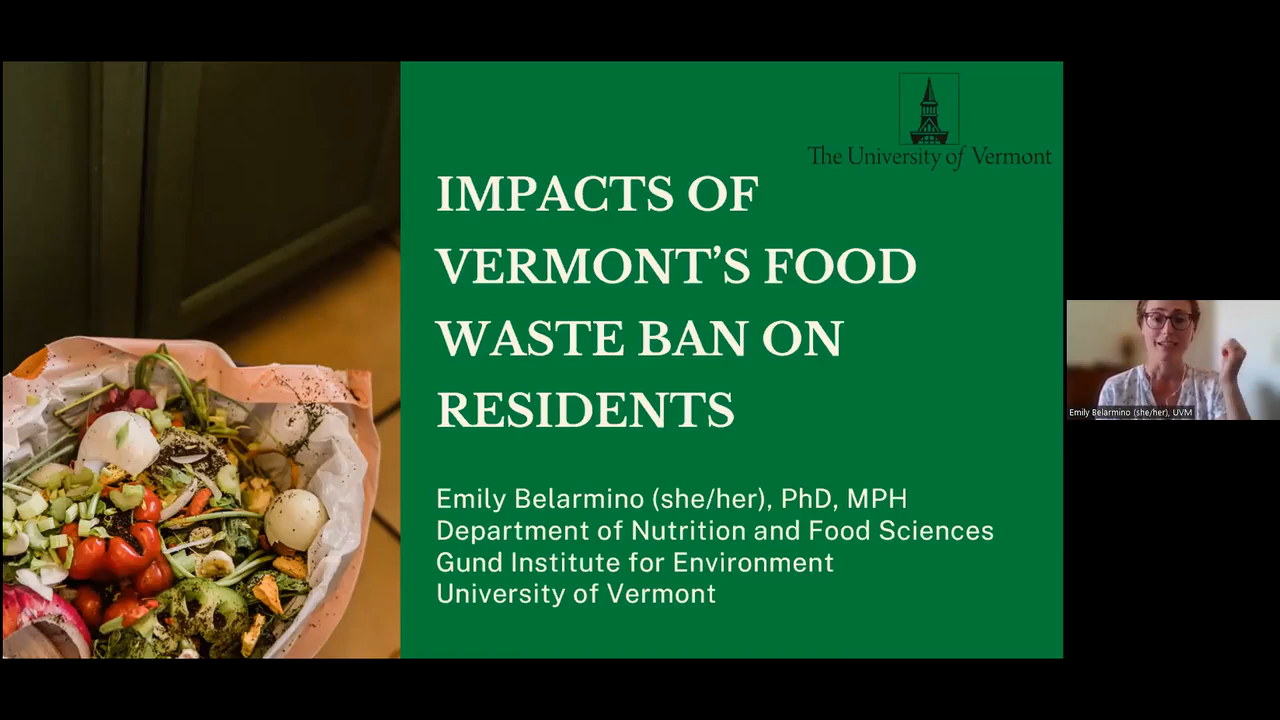 The University of Vermont
IMPACTS OF
VERMONT’S FOOD
WASTE BAN ON
RESIDENTS
Emily Belarmino (she/her), PhD, MPH
Department of Nutrition and Food Sciences
Gund Institute for Environment
University of Vermont
Emily Belarmino (she/her), UVM